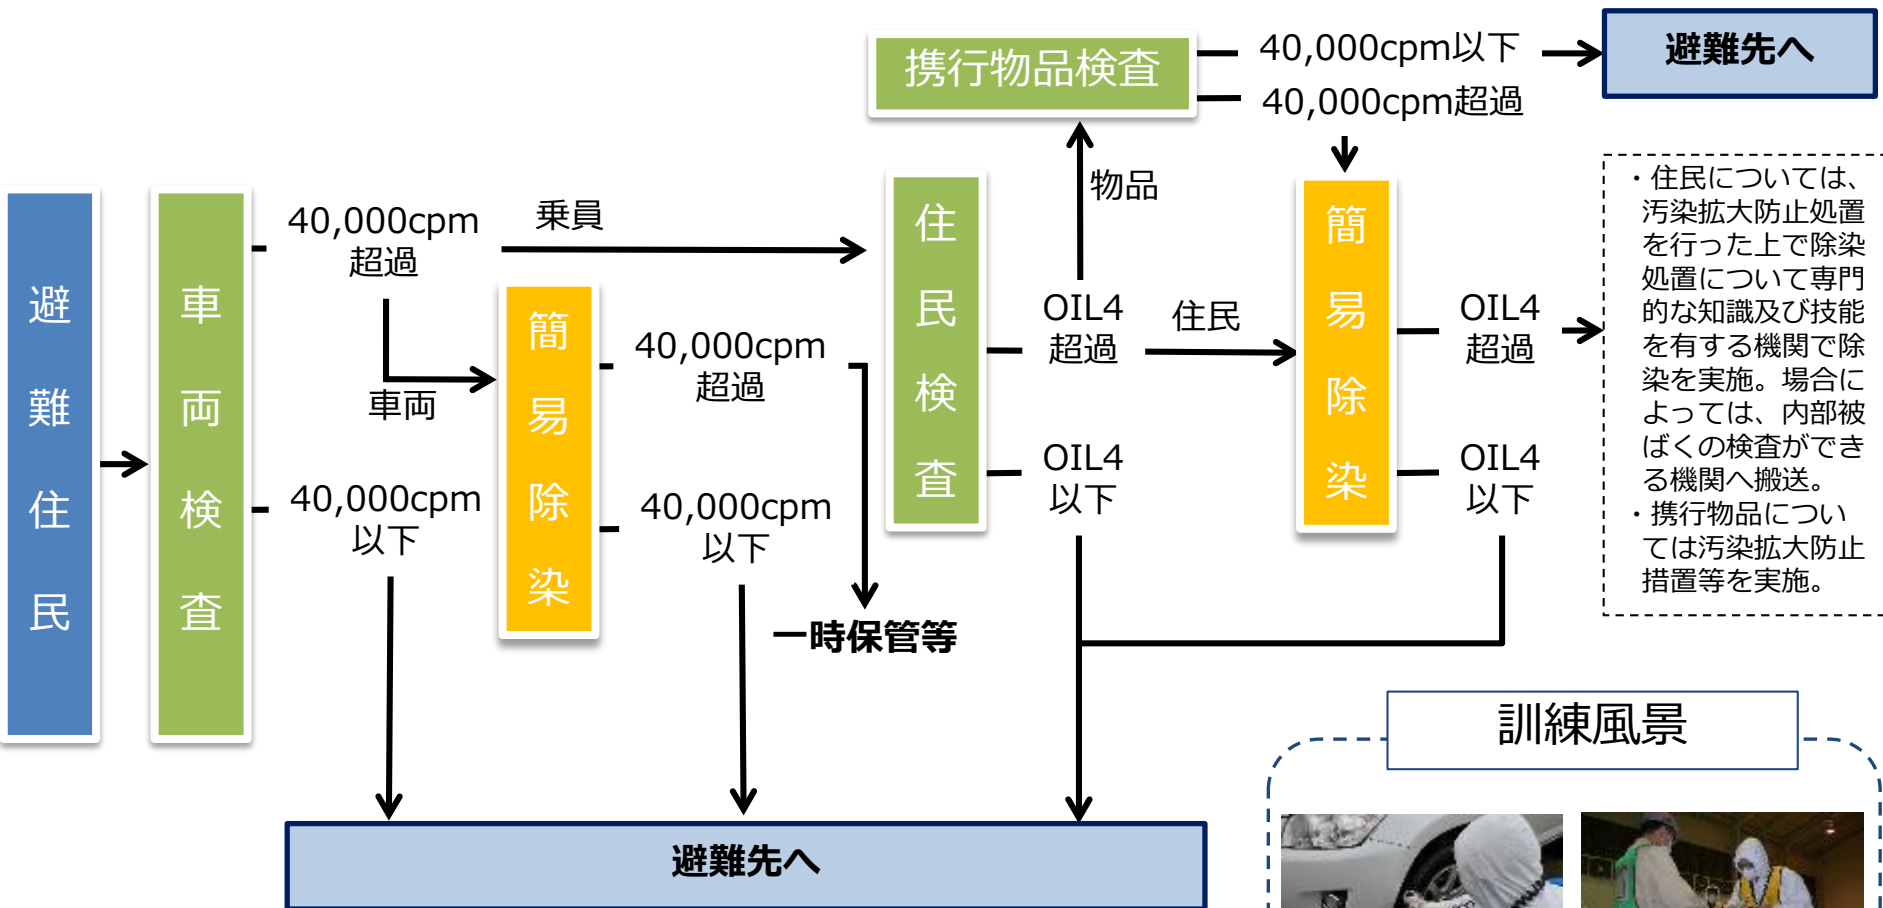 避難住民
車両検査
40,000cpm
超過
乗員
車両
40,000cpm
以下
簡易除染
40,000cpm
超過
40,000cpm
以下
一時保管等
住民検査
物品
OIL4
超過
住民
OIL4
以下
携行物品検査
40,000cpm以下
40,000cpm超過
避難先へ
簡易除染
OIL4
超過
OIL4
以下
・住民については、
汚染拡大防止処置
を行った上で除染
処置について専門
的な知識及び技能
を有する機関で除
染を実施。場合に
よっては、内部被
ばくの検査ができ
る機関へ搬送。
・携行物品につい
ては汚染拡大防止
措置等を実施。
避難先へ
訓練風景